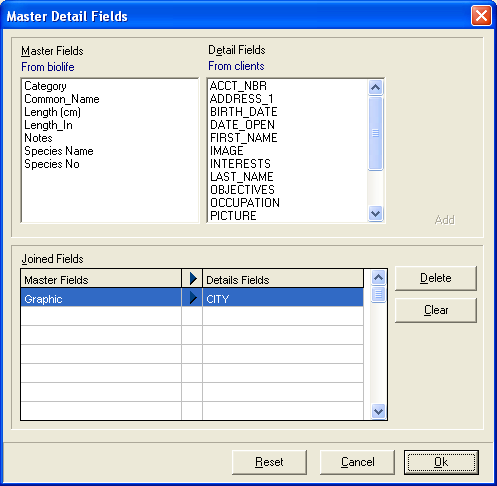 Master Detail Fields
Master Fields
From biolife
Category
Common_Name
Length (cm)
Length_In
Notes
Species Name
Species No
Detail Fields
From clients
ACCT_NBR
ADDRESS_1
BIRTH_DATE
DATE_OPEN
FIRST_NAME
IMAGE
INTERESTS
LAST_NAME
OBJECTIVES
OCCUPATION
PICTURE
Add
Joined Fields
Master Fields Details Fields
Graphic CITY
Delete
Clear
Reset Cancel Ok